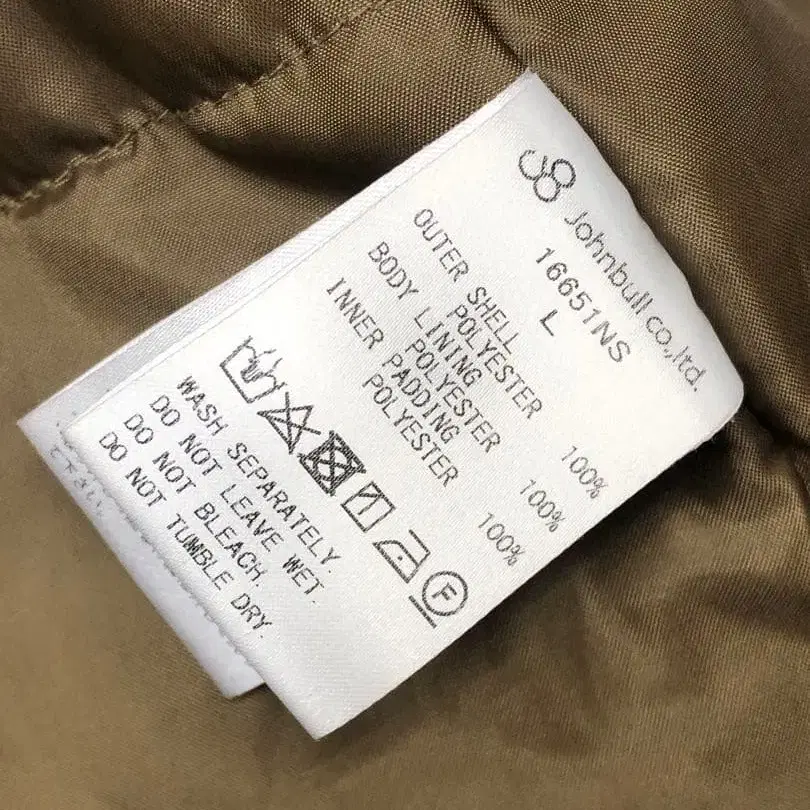 Johnbull co.,ltd.
16651NS
L
OUTER SHELL
POLYESTER 100%
BODY LINING
POLYESTER 100%
INNER PADDING
POLYESTER 100%
F
WASH SEPARATELY.
DO NOT LEAVE WET.
DO NOT BLEACH.
DO NOT TUMBLE DRY.